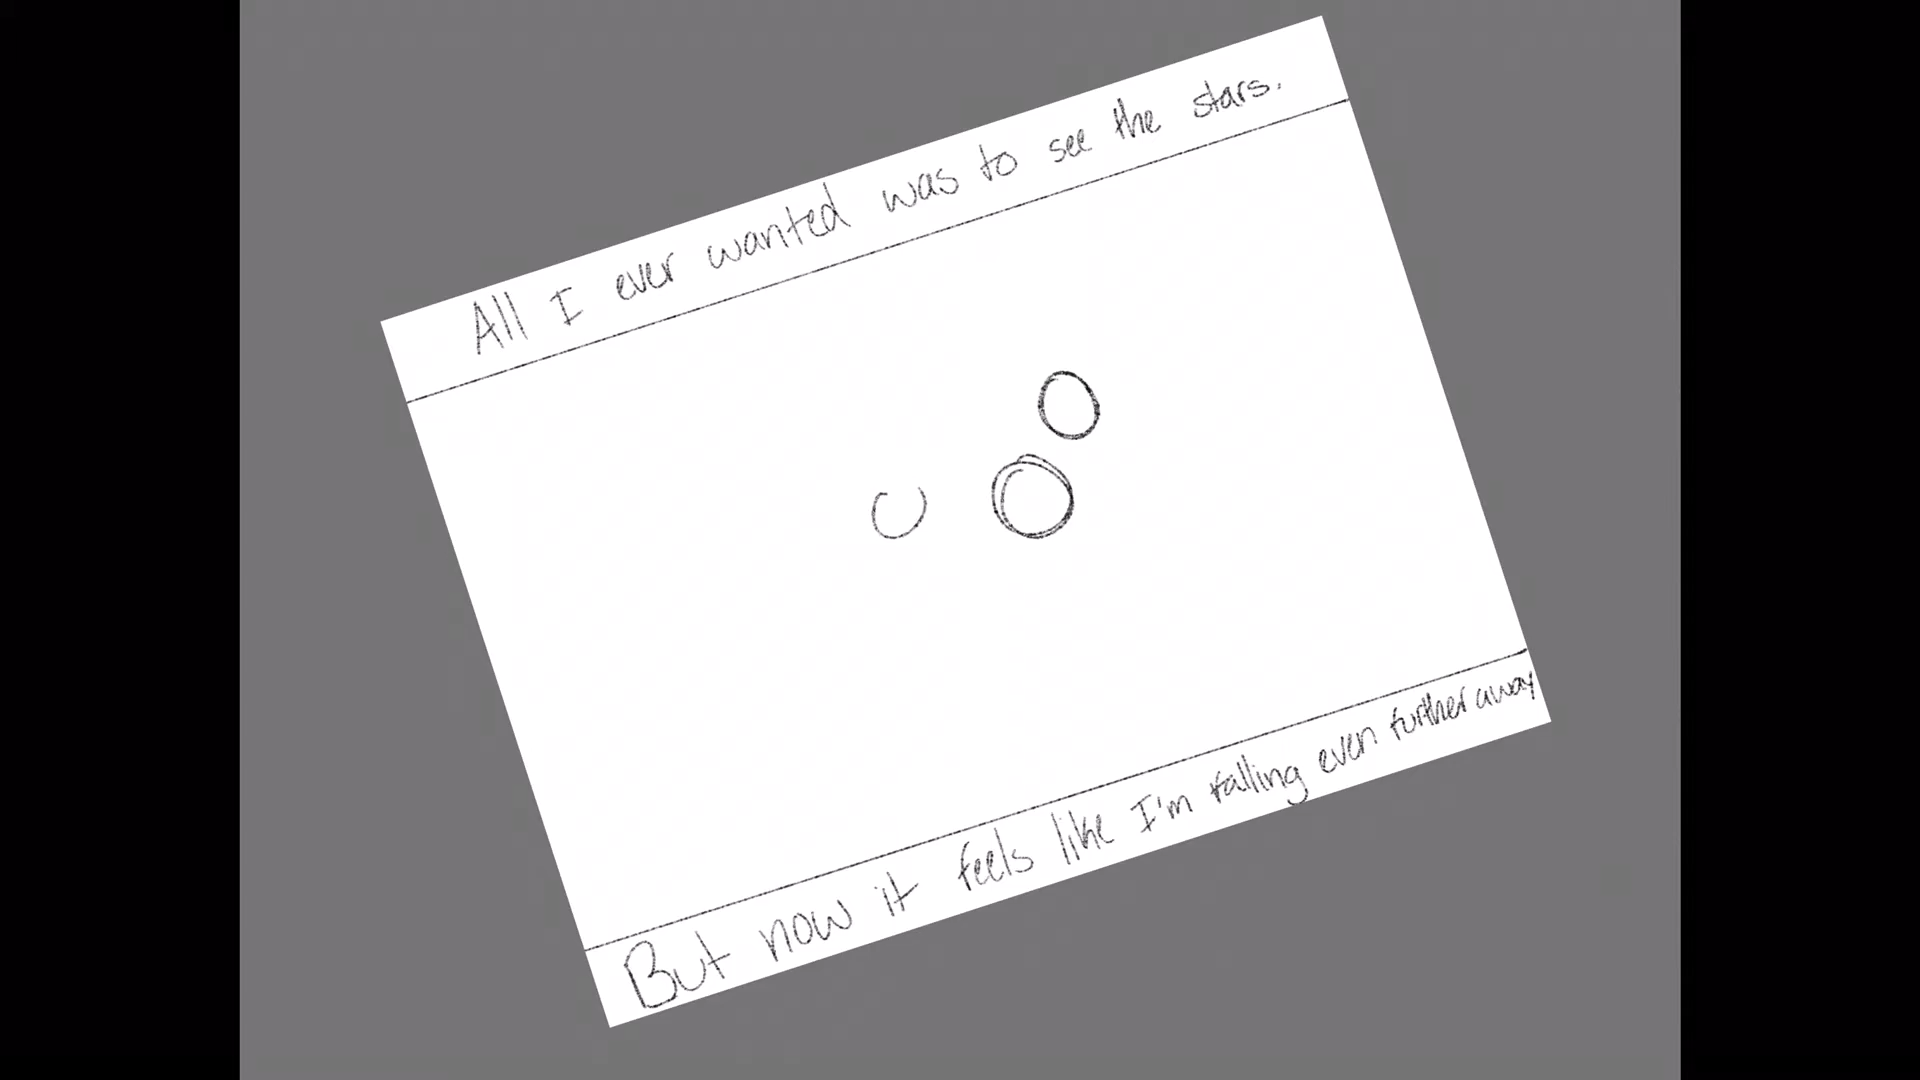 All I ever wanted was to see the stars.
But now it feels like I'm falling even further away